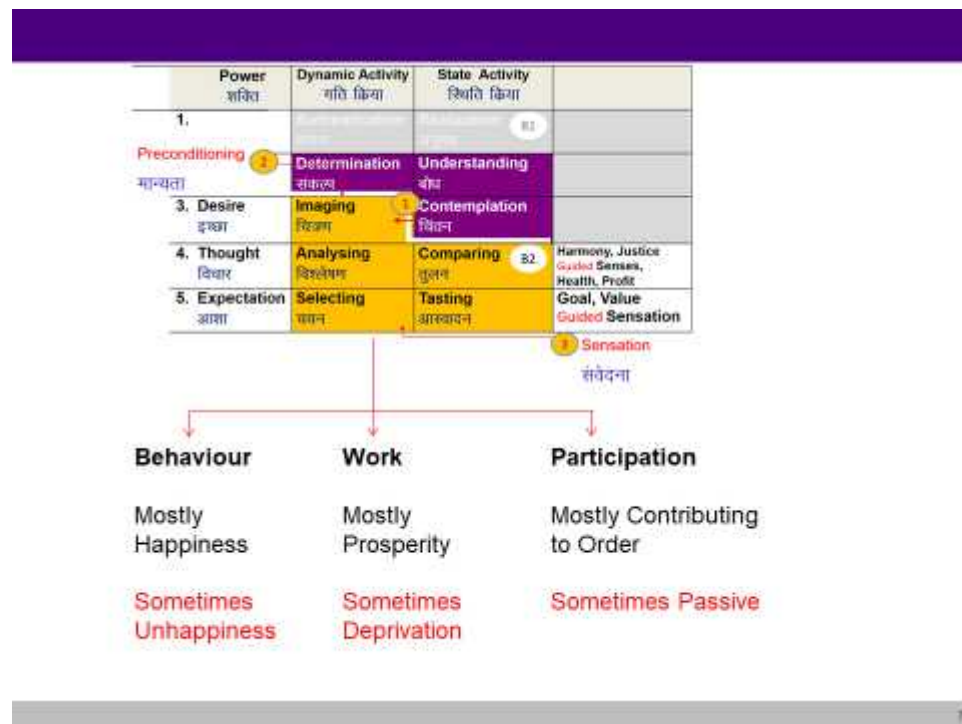 Power Dynamic Activity State Activity
शक्ति गति क्रिया स्थिति क्रिया
1.
B1
Preconditioning 2 Determination Understanding
मान्यता संकल्प बोध
3. Desire Imaging 1 Contemplation
इच्छा चित्रण चिंतन
4. Thought Analysing Comparing B2 Harmony, Justice
विचार विश्लेषण तुलन Guided Senses,
Health, Profit
5. Expectation Selecting Tasting Goal, Value
आशा चयन आस्वादन Guided Sensation
3 Sensation
संवेदना
Behaviour Work Participation
Mostly Mostly Mostly Contributing
Happiness Prosperity to Order
Sometimes Sometimes Sometimes Passive
Unhappiness Deprivation